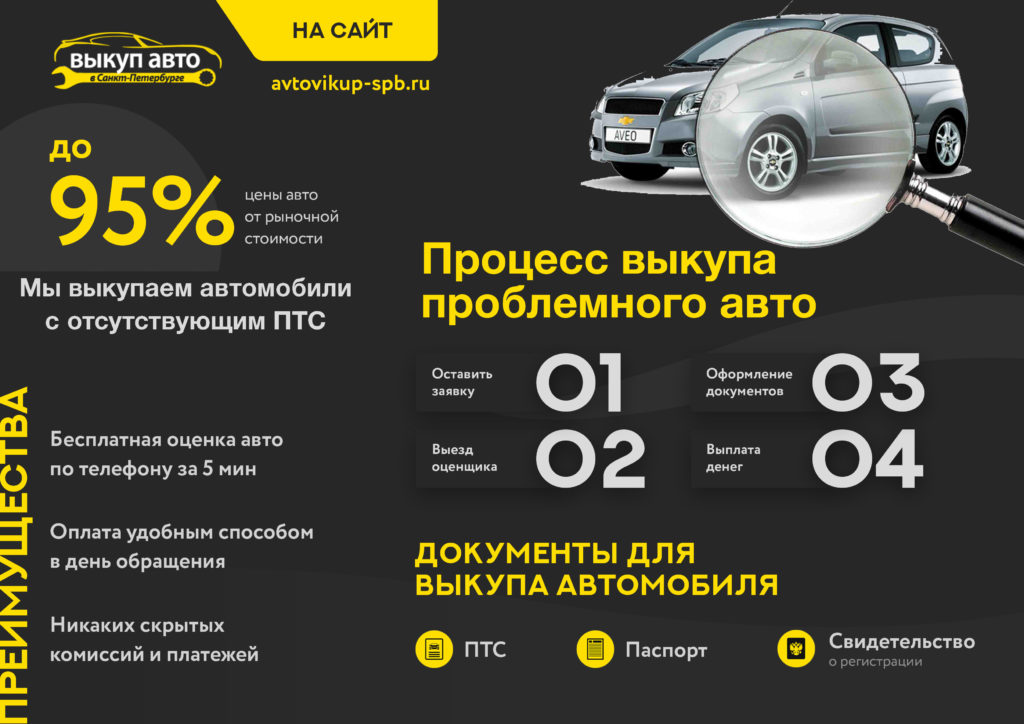 выкуп авто
в Санкт-Петербурге
НА САЙТ
avtovikup-spb.ru
AVEO
до
95%
цены авто
от рыночной
стоимости
Мы выкупаем автомобили
с отсутствующим ПТС
Процесс выкупа
проблемного авто
Оставить
заявку
01
Выезд
оценщика
02
Оформление
документов
03
Выплата
денег
04
ПРЕИМУЩЕСТВА
Бесплатная оценка авто
по телефону за 5 мин
Оплата удобным способом
в день обращения
Никаких скрытых
комиссий и платежей
ДОКУМЕНТЫ ДЛЯ
ВЫКУПА АВТОМОБИЛЯ
ПТС
Паспорт
Свидетельство
о регистрации